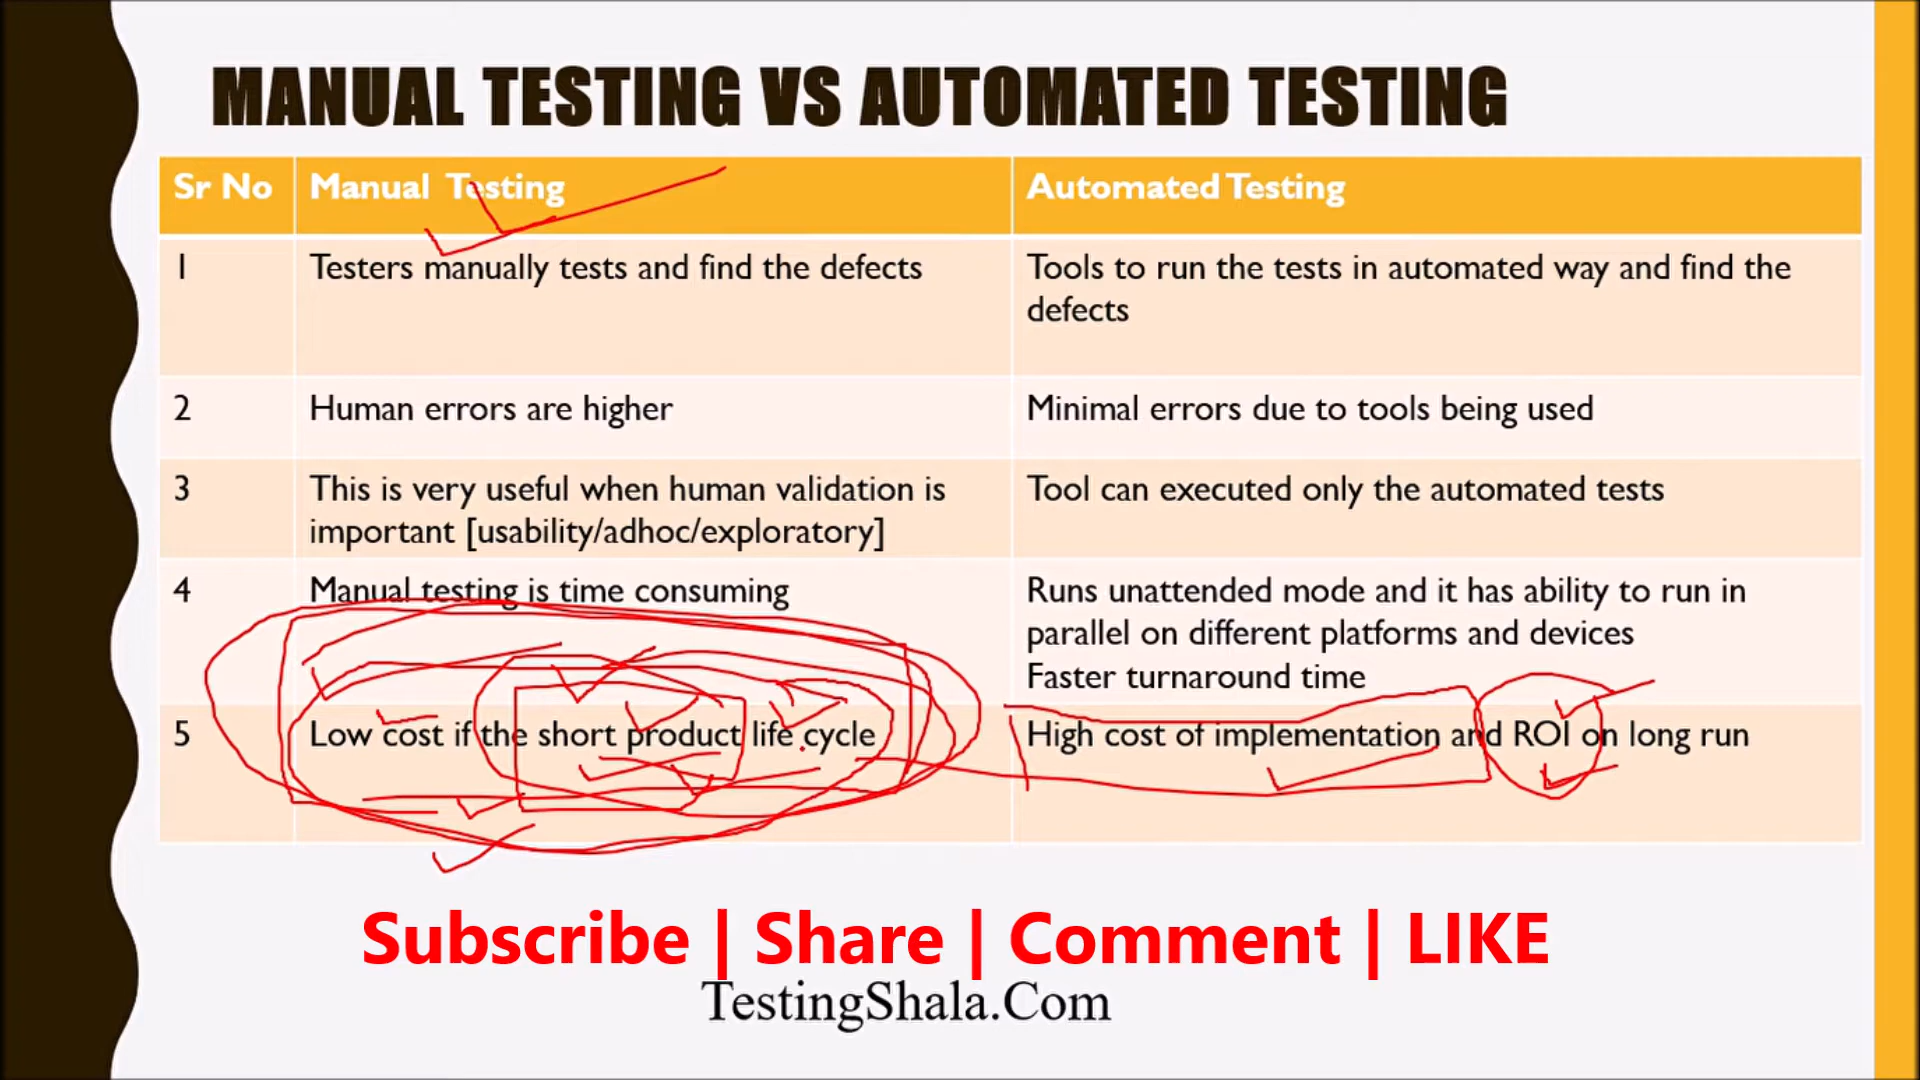 MANUAL TESTING VS AUTOMATED TESTING
Sr No Manual Testing Automated Testing
1 Testers manually tests and find the defects Tools to run the tests in automated way and find the
defects
2 Human errors are higher Minimal errors due to tools being used
3 This is very useful when human validation is Tool can executed only the automated tests
important [usability/adhoc/exploratory]
4 Manual testing is time consuming Runs unattended mode and it has ability to run in
parallel on different platforms and devices
Faster turnaround time
5 Low cost if the short product life cycle High cost of implementation and ROI on long run
Subscribe | Share | Comment | LIKE
TestingShala.Com